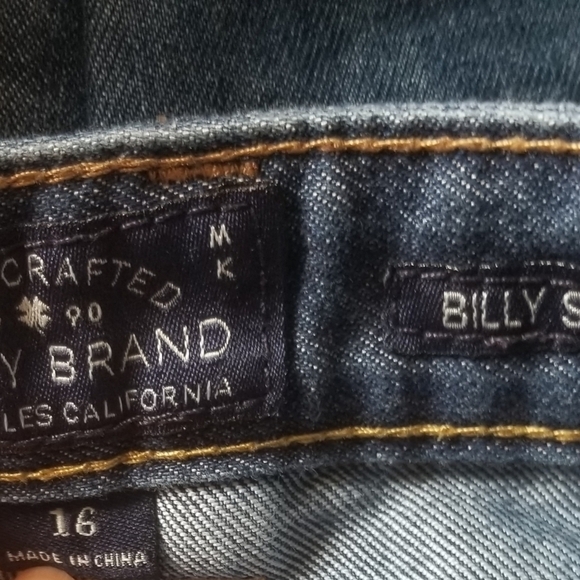 M
K
CRAFTED
90
Y BRAND
LES CALIFORNIA
BILLY S
16
MADE IN CHINA